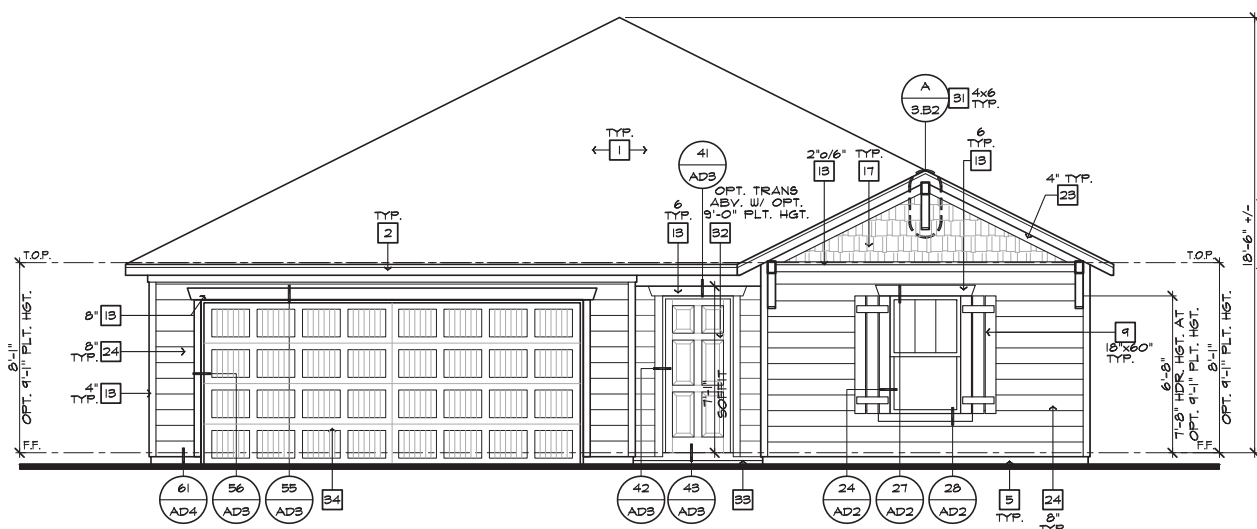 A
3.B2
31
4x6
TYP.
TYP.
1
41
AD3
6
TYP.
13
2"o/6"
13
TYP.
17
4" TYP.
23
OPT. TRANS
ABV. W/ OPT.
9'-0" PLT. HGT.
32
6
TYP.
13
TYP.
2
18'-6" +/-
T.O.P.
T.O.P.
8'-1"
OPT. 9'-1" PLT. HGT.
8" 13
8"
TYP.
24
4"
TYP.
13
7'-1"
SOFFIT
9
18"x60"
TYP.
6'-8"
7'-8" HDR. HGT. AT
OPT. 9'-1" PLT. HGT.
8'-1"
OPT. 9'-1" PLT. HGT.
F.F.
F.F.
61
AD4
56
AD3
55
AD3
34
42
AD3
43
AD3
33
24
AD2
27
AD2
28
AD2
5
TYP.
24
8"
TYP.